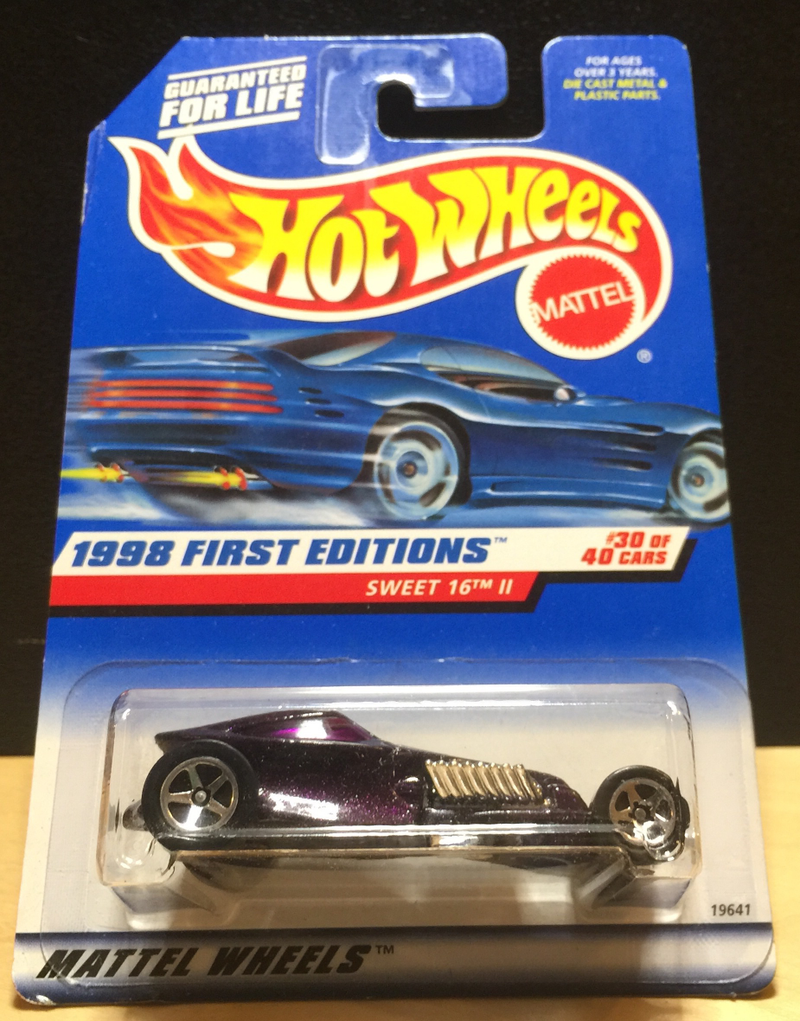 GUARANTEED
FOR LIFE
FOR AGES
OVER 3 YEARS.
DIE CAST METAL &
PLASTIC PARTS.
HOT WHEELS
MATTEL
®
1998 FIRST EDITIONS™
#30 OF
40 CARS
SWEET 16™ II
19641
MATTEL WHEELS™